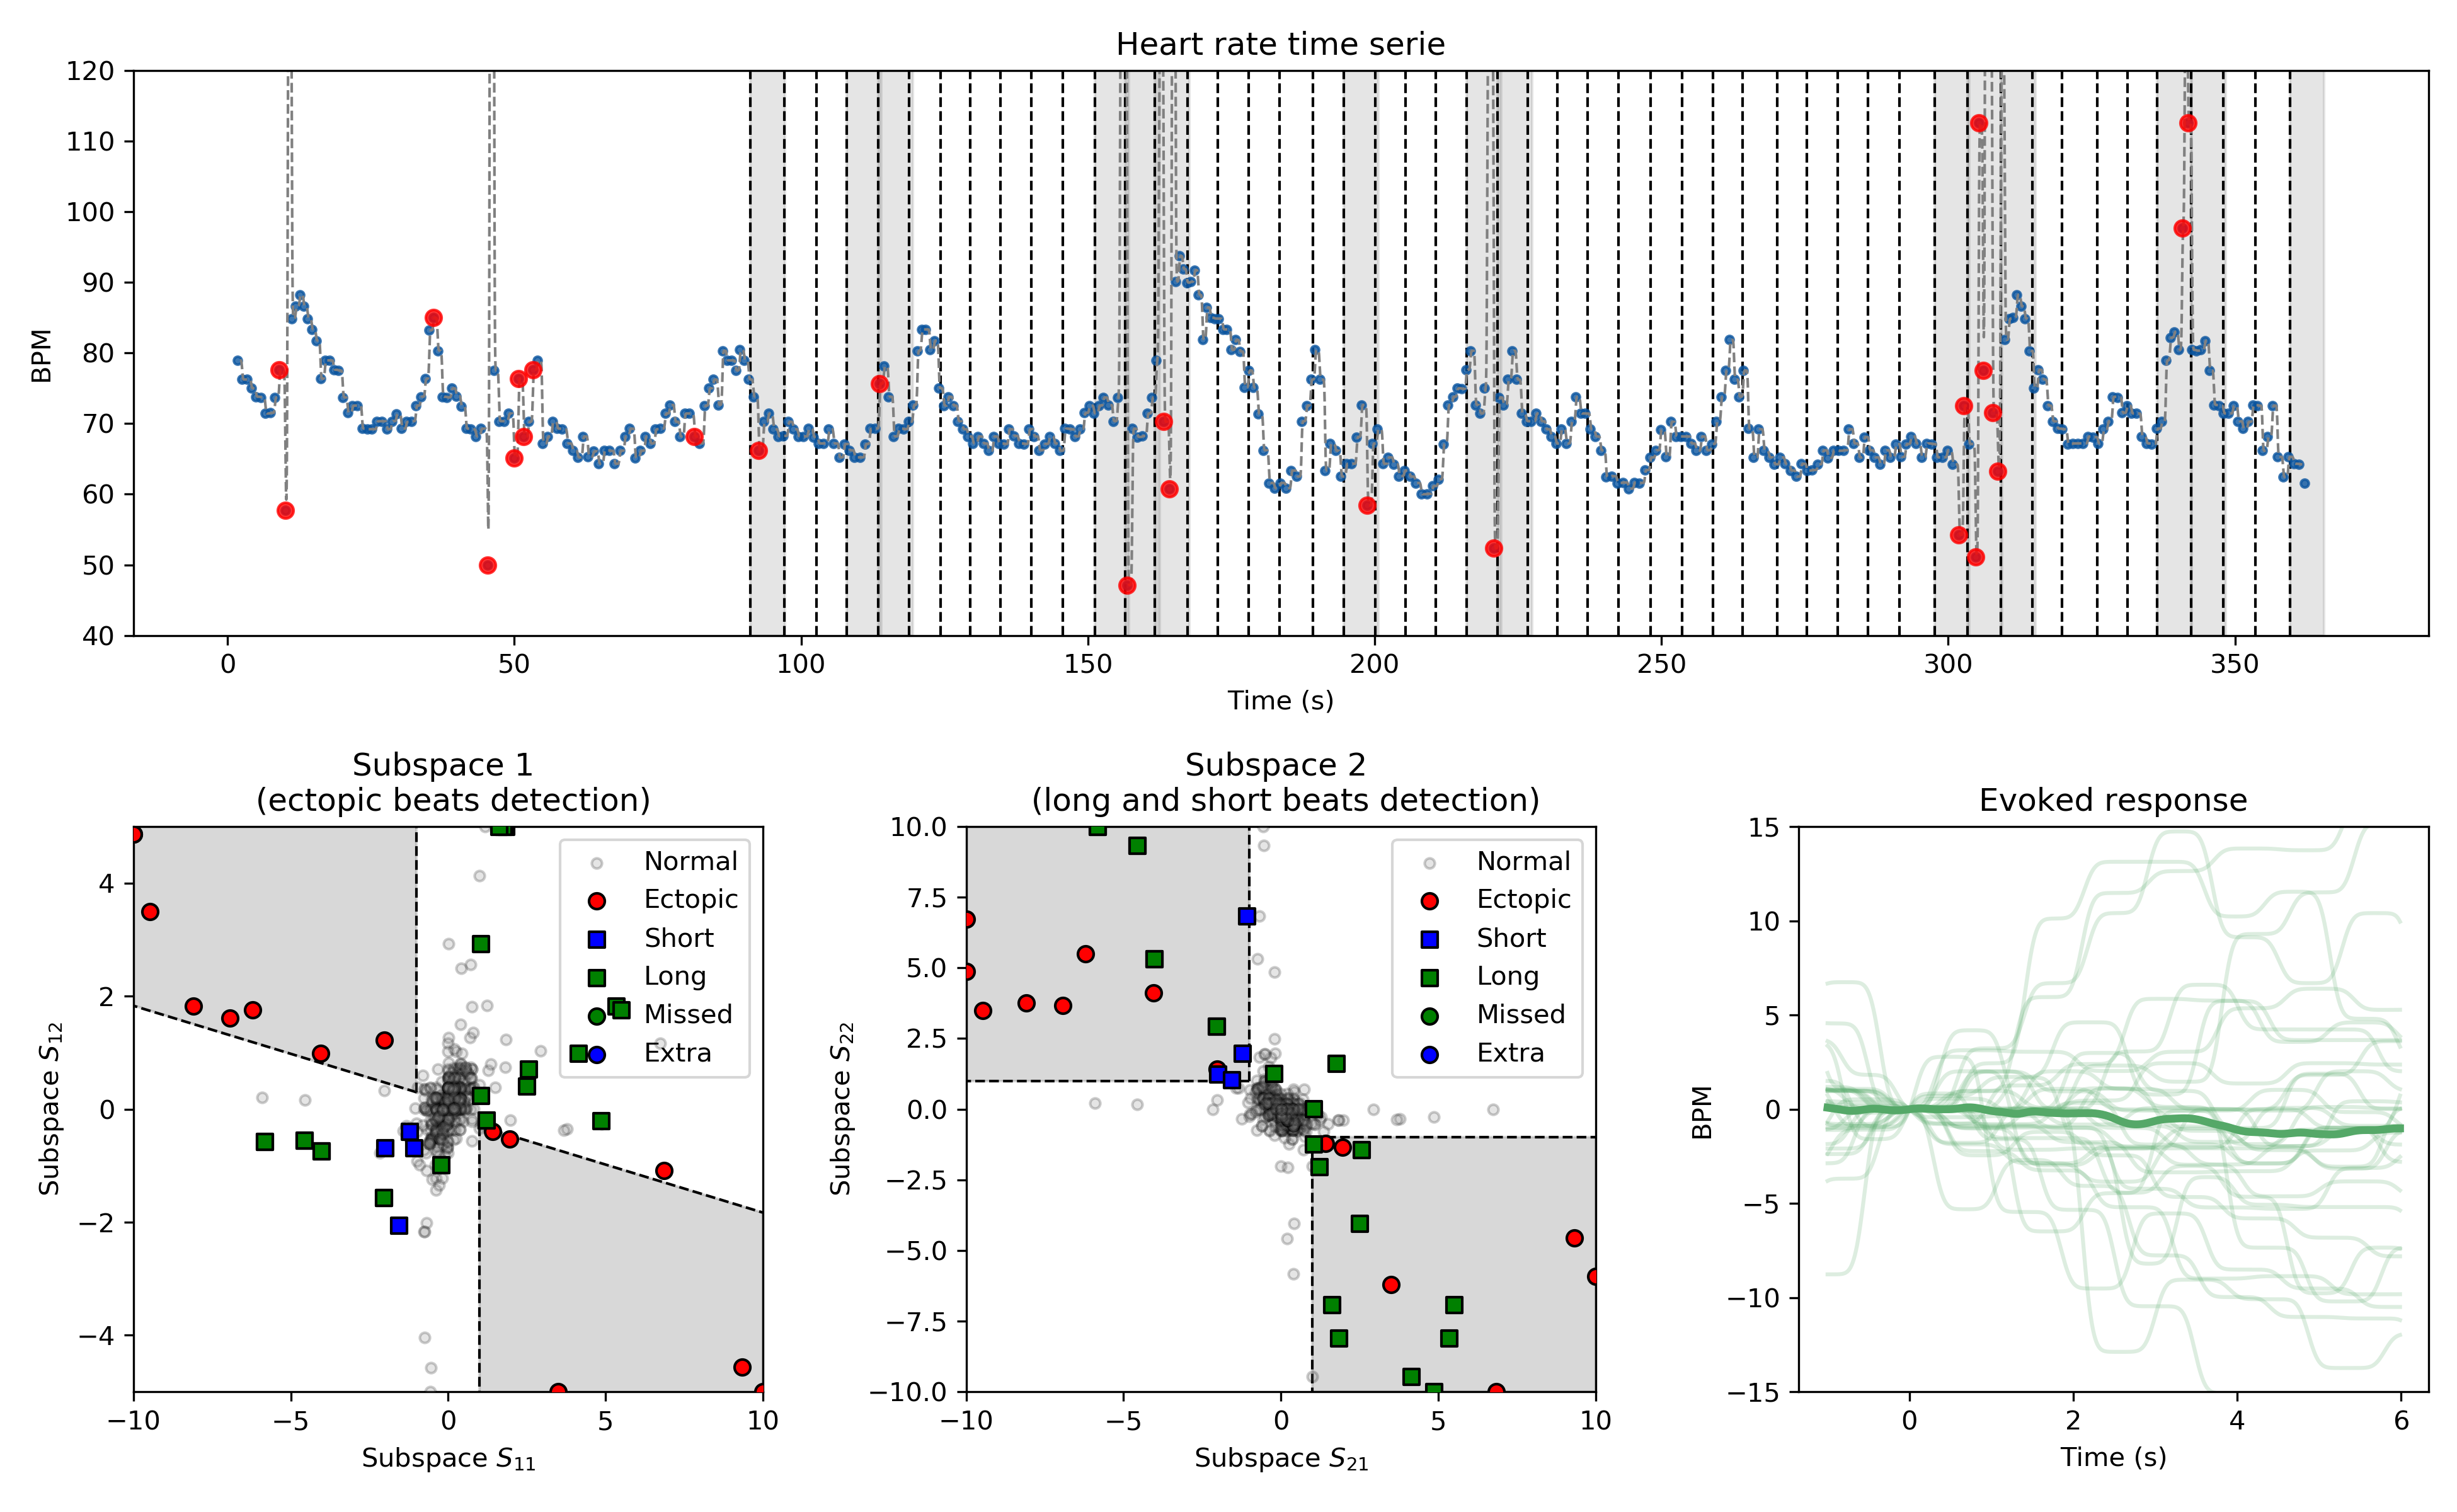 Heart rate time serie
120
110
100
90
80
70
60
50
40
BPM
0
50
100
150
200
250
300
350
Time (s)
Subspace 1
(ectopic beats detection)
4
2
0
−2
−4
Subspace S₁₂
−10
−5
0
5
10
Subspace S₁₁
Normal
Ectopic
Short
Long
Missed
Extra
Subspace 2
(long and short beats detection)
10.0
7.5
5.0
2.5
0.0
−2.5
−5.0
−7.5
−10.0
Subspace S₂₂
−10
−5
0
5
10
Subspace S₂₁
Normal
Ectopic
Short
Long
Missed
Extra
Evoked response
15
10
5
0
−5
−10
−15
BPM
0
2
4
6
Time (s)